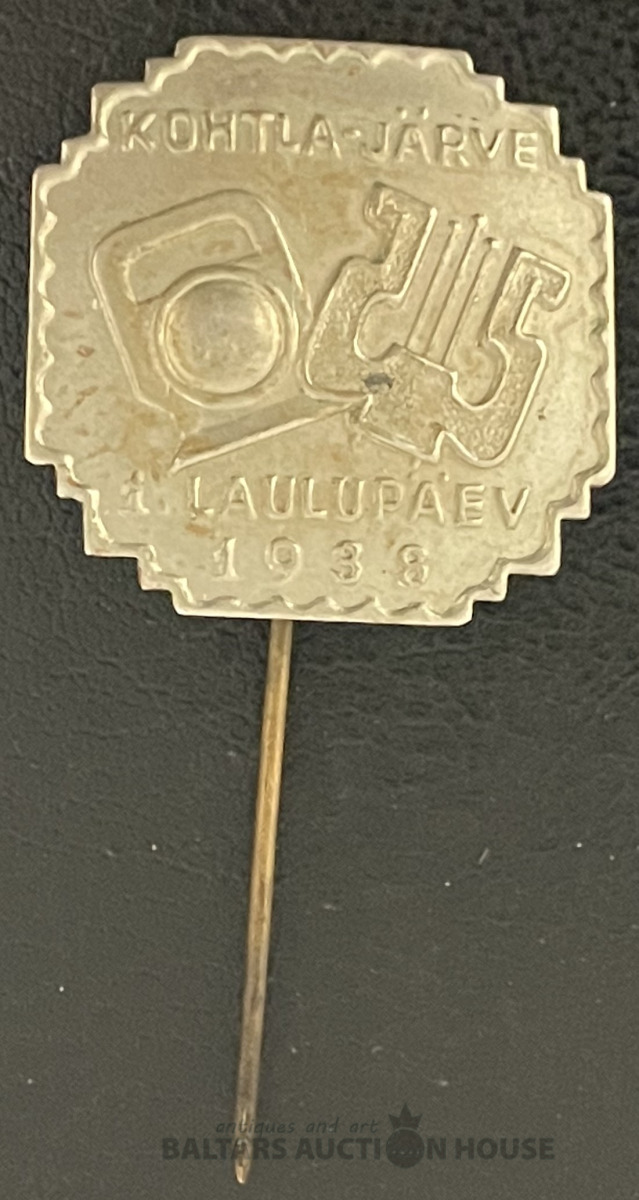 KOHTLA-JÄRVE
1. LAULUPÄEV
1938
antiques and art
BALTARS AUCTION HOUSE